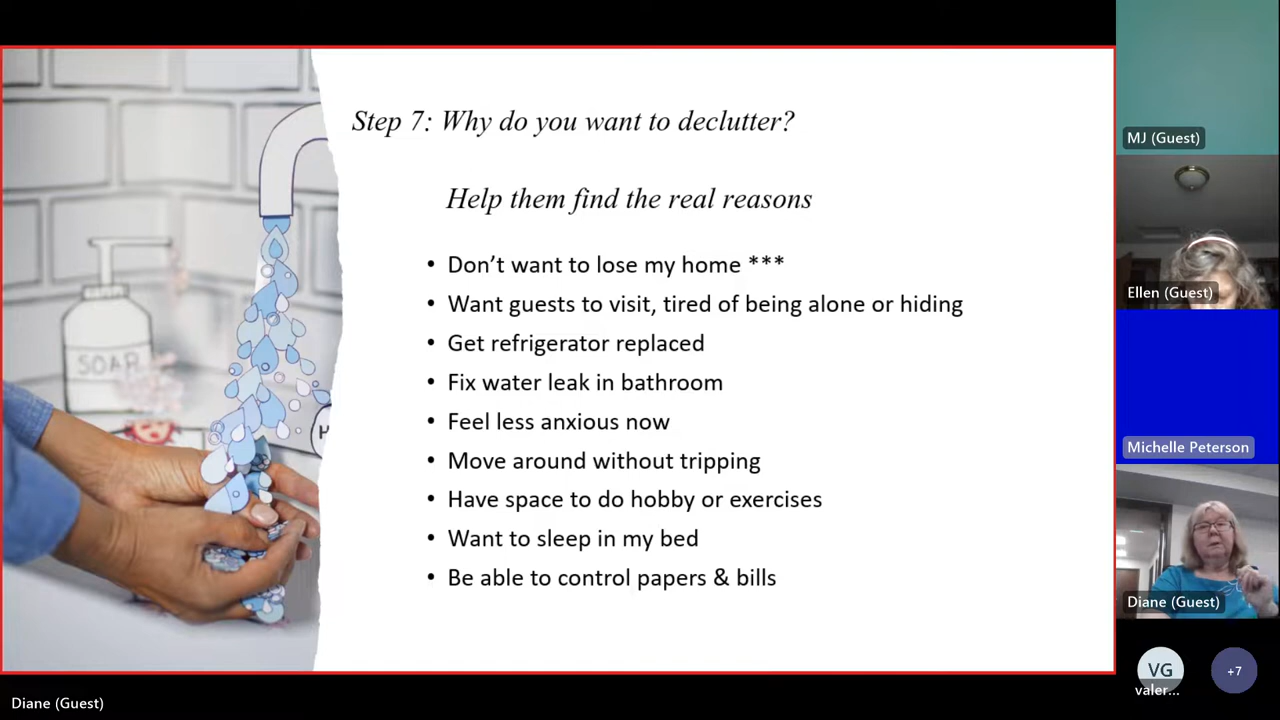 Step 7: Why do you want to declutter?
Help them find the real reasons
• Don’t want to lose my home ***
• Want guests to visit, tired of being alone or hiding
• Get refrigerator replaced
• Fix water leak in bathroom
• Feel less anxious now
• Move around without tripping
• Have space to do hobby or exercises
• Want to sleep in my bed
• Be able to control papers & bills
SOAP
H
MJ (Guest)
Ellen (Guest)
Michelle Peterson
Diane (Guest)
VG
valer...
+7
Diane (Guest)